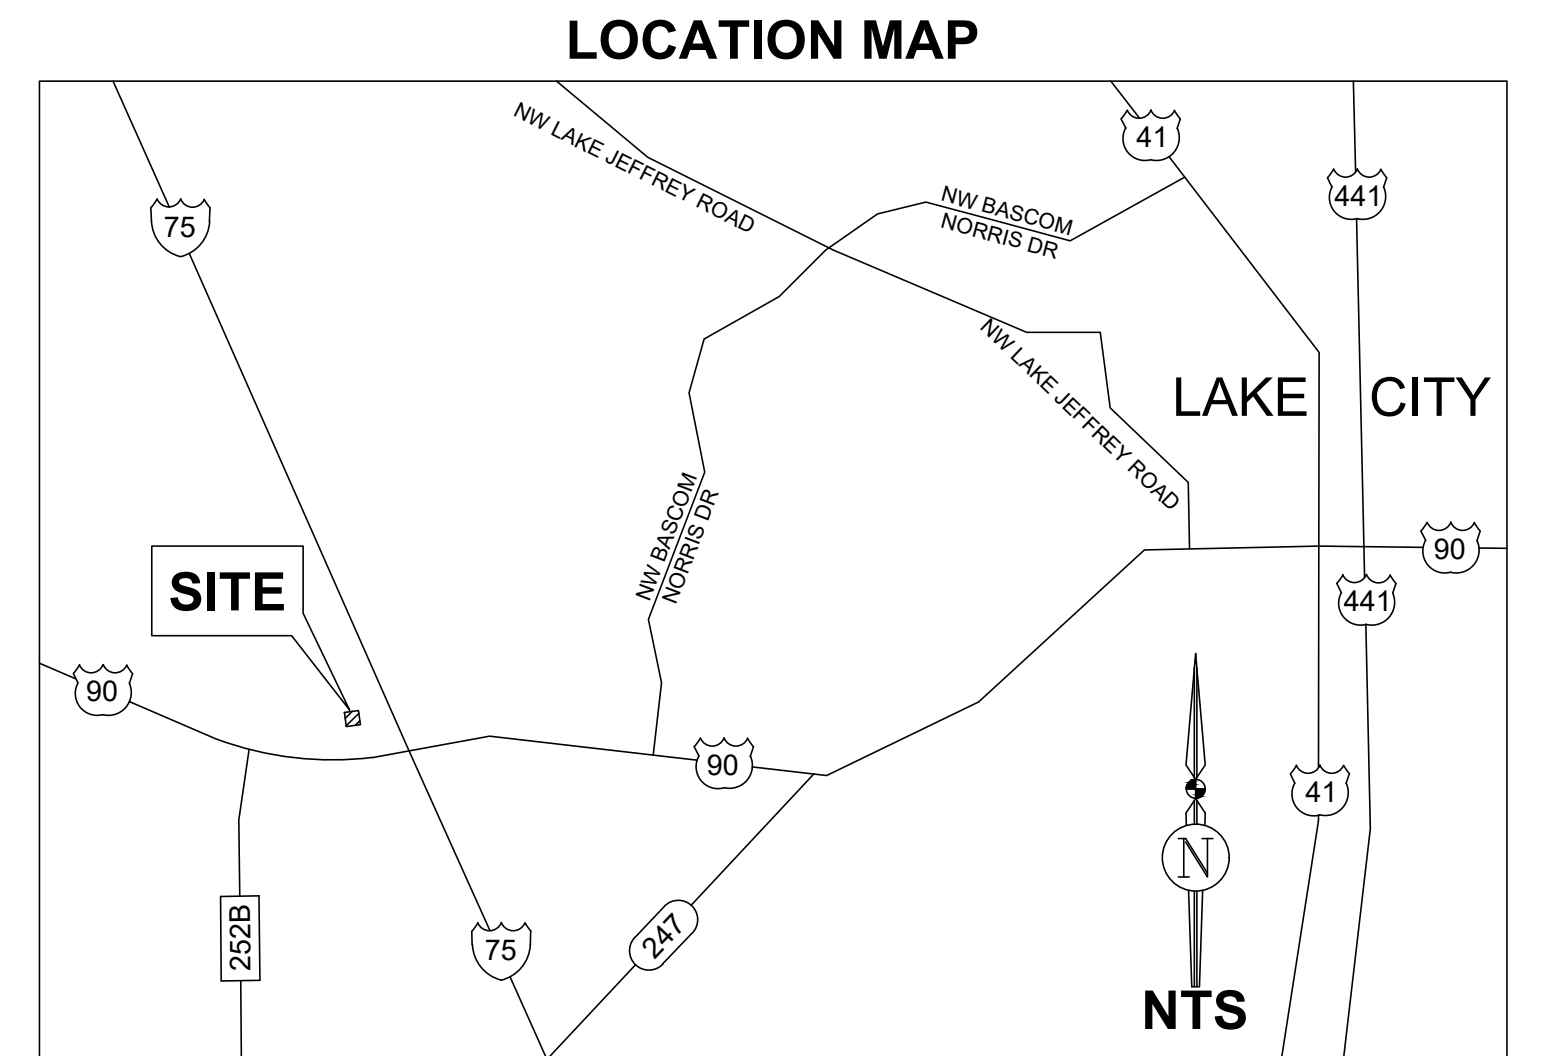 LOCATION MAP
NW LAKE JEFFREY ROAD
41
441
75
NW BASCOM
NORRIS DR
NW LAKE JEFFREY ROAD
LAKE CITY
NW BASCOM
NORRIS DR
90
SITE
441
90
90
41
N
252B
247
75
NTS